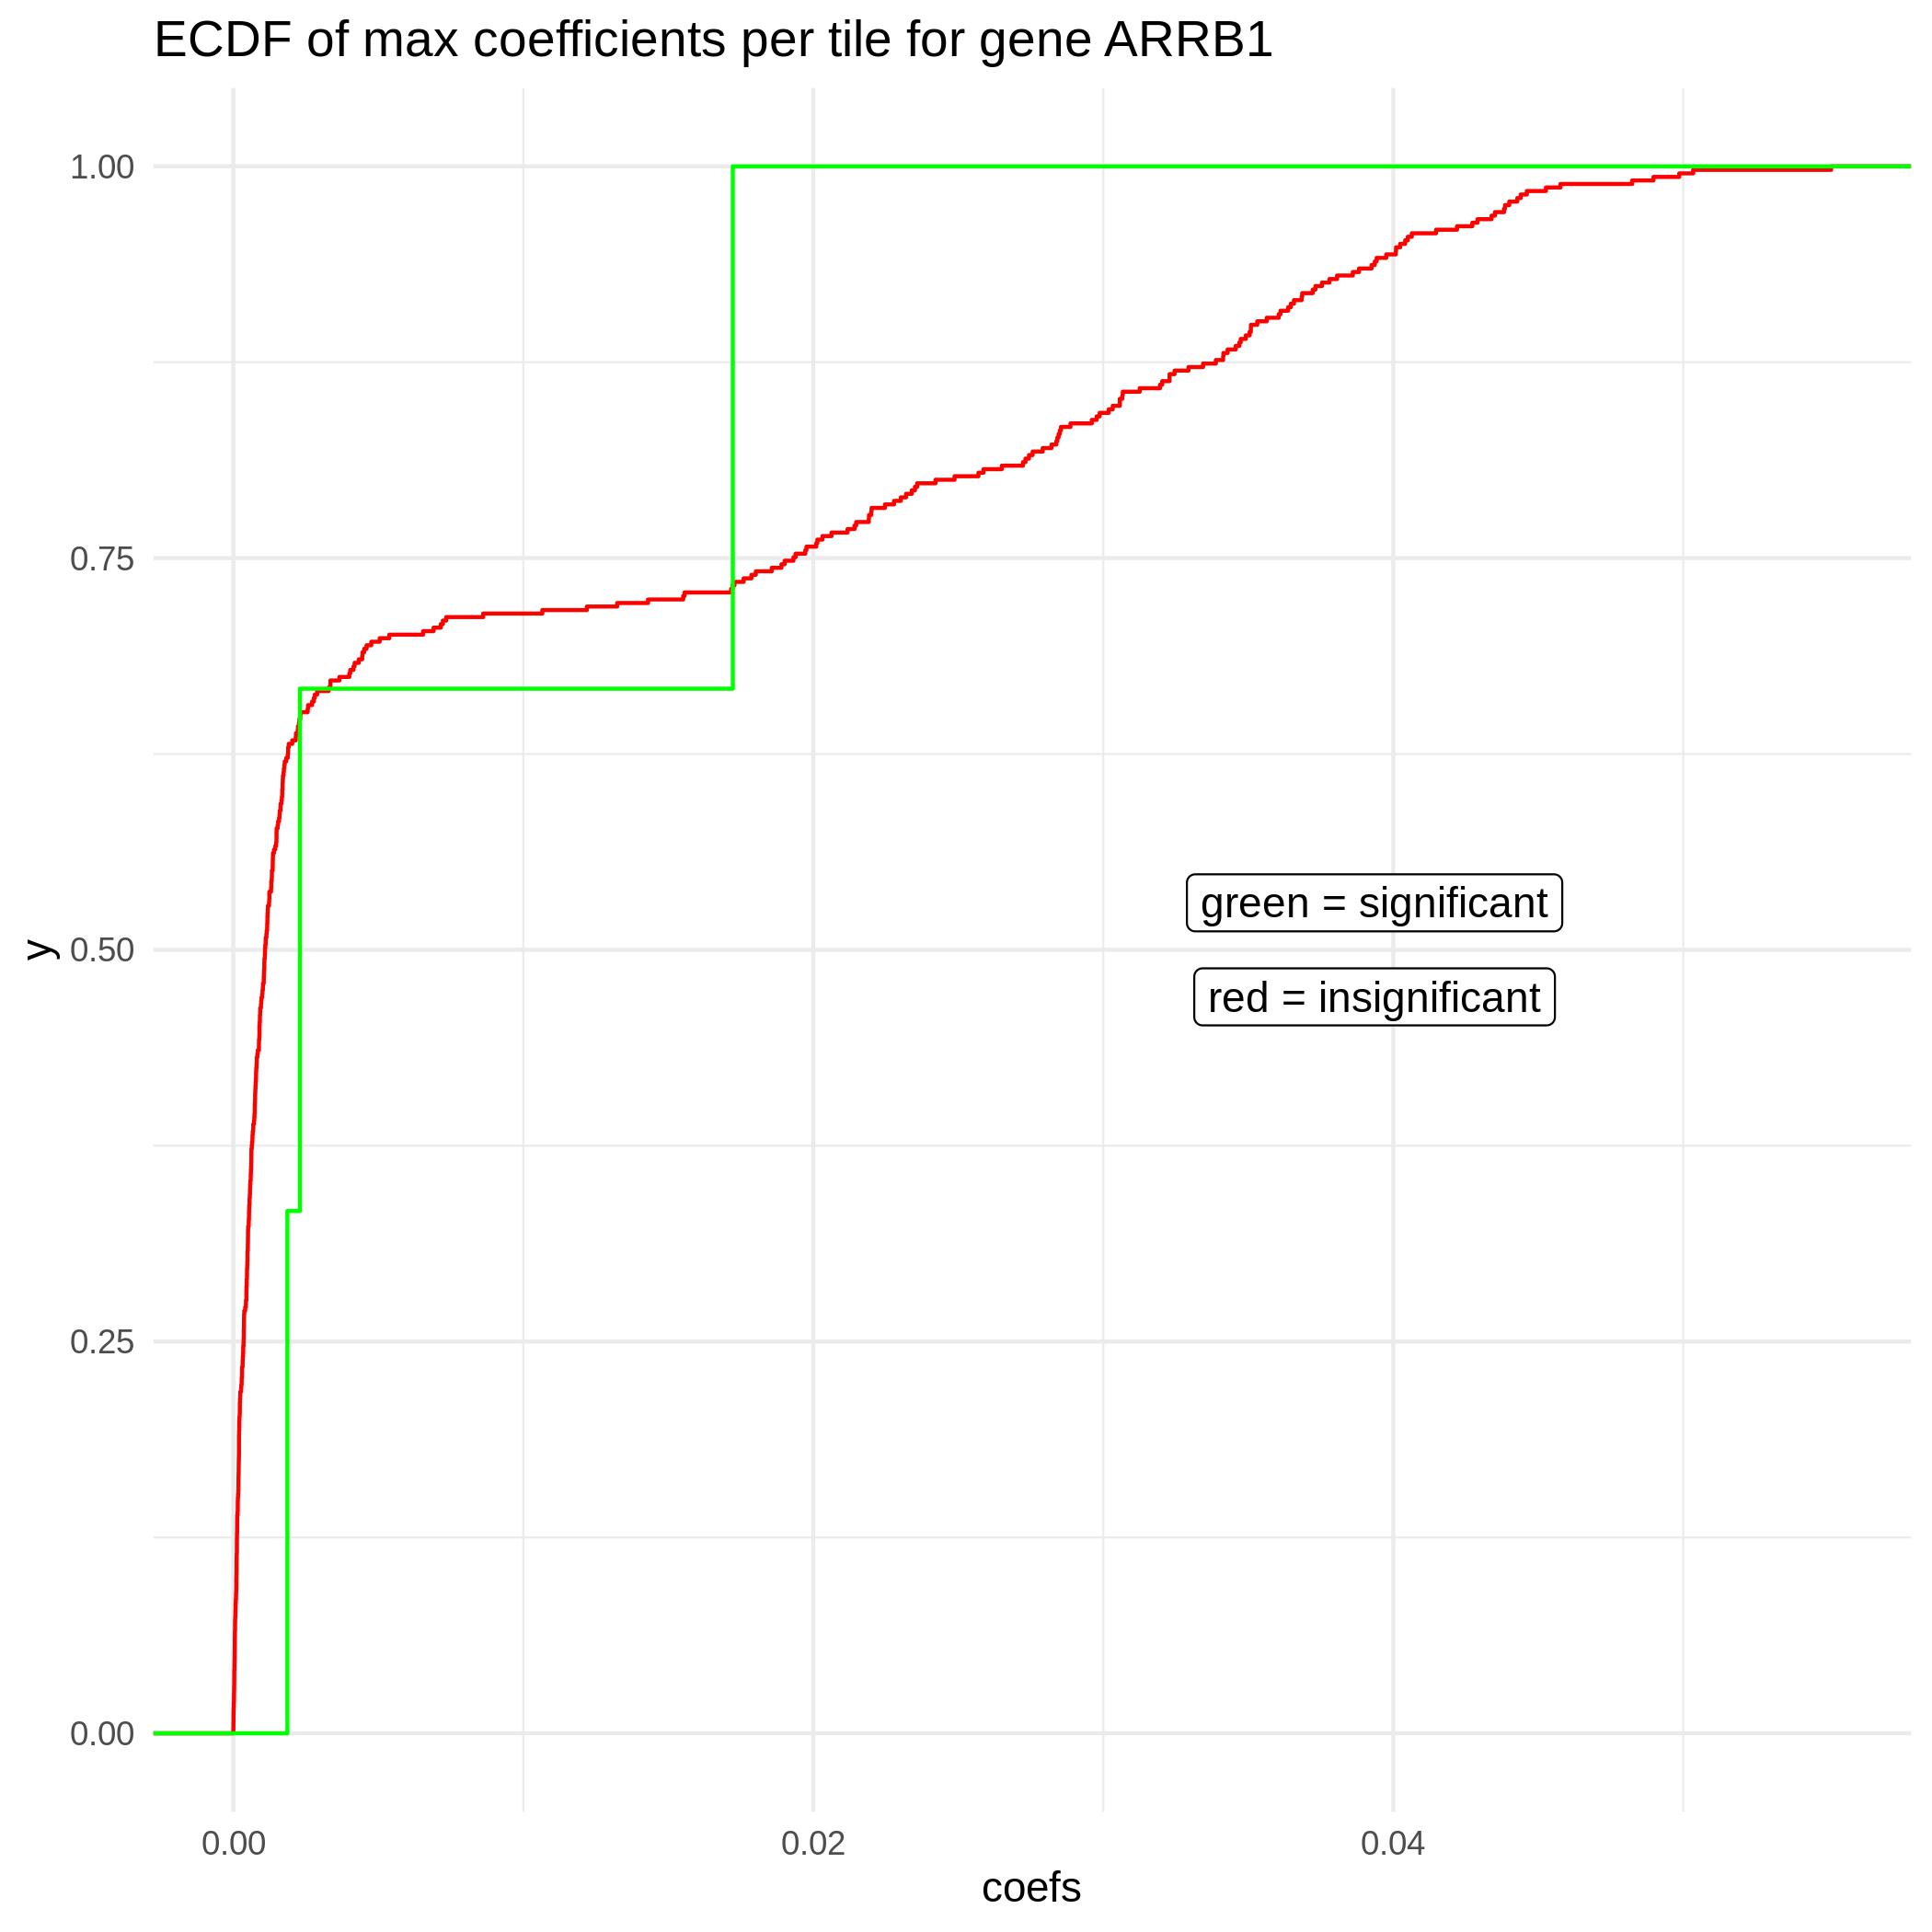 ECDF of max coefficients per tile for gene ARRB1
1.00
0.75
0.50
0.25
0.00
y
green = significant
red = insignificant
0.00
0.02
0.04
coefs